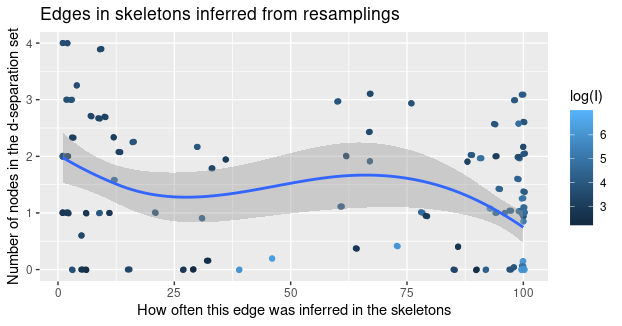 Edges in skeletons inferred from resamplings
Number of nodes in the d-separation set
4
3
2
1
0
0 25 50 75 100
How often this edge was inferred in the skeletons
log(I)
6
5
4
3